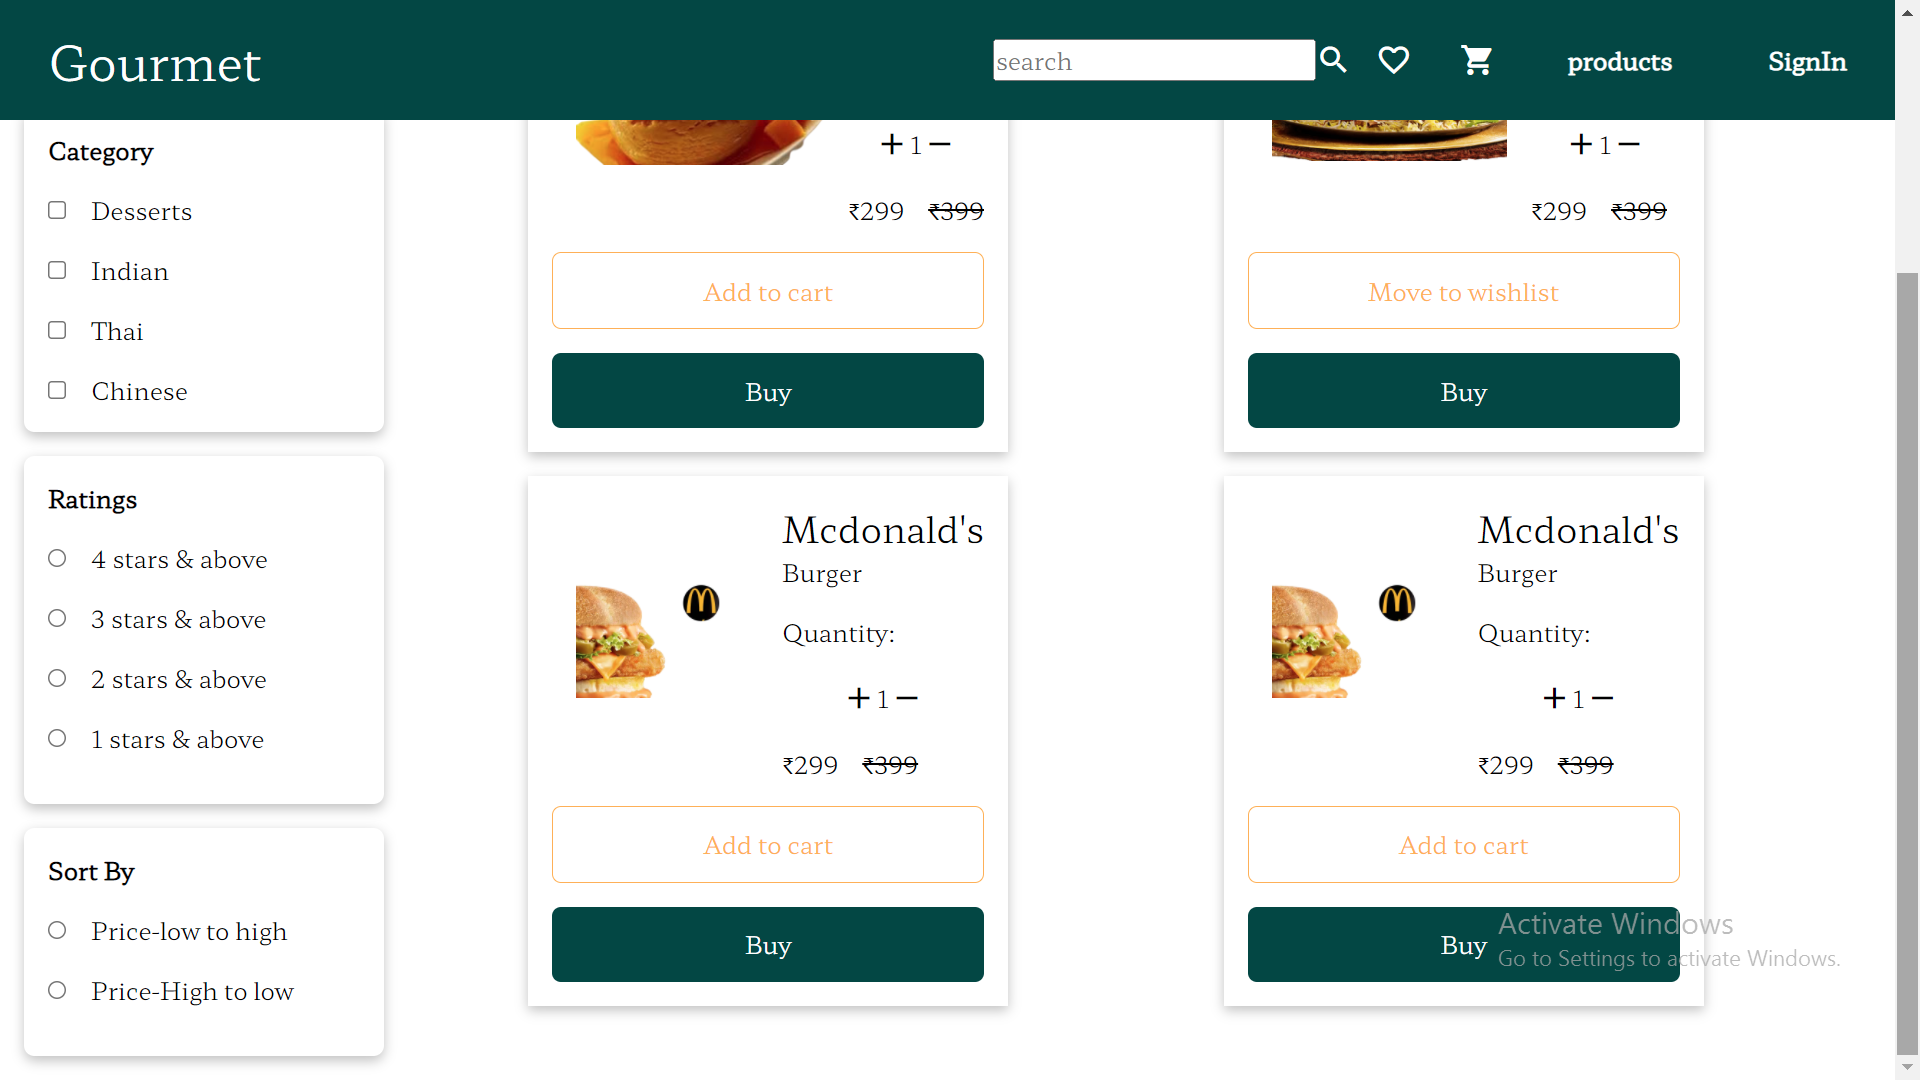 Gourmet
search
products
SignIn
Category
Desserts
Indian
Thai
Chinese
Ratings
4 stars & above
3 stars & above
2 stars & above
1 stars & above
Sort By
Price-low to high
Price-High to low
1
₹299 ₹399
Add to cart
Buy
1
₹299 ₹399
Move to wishlist
Buy
Mcdonald's
Burger
Quantity:
1
₹299 ₹399
Add to cart
Buy
Mcdonald's
Burger
Quantity:
1
₹299 ₹399
Add to cart
Buy
Activate Windows
Go to Settings to activate Windows.